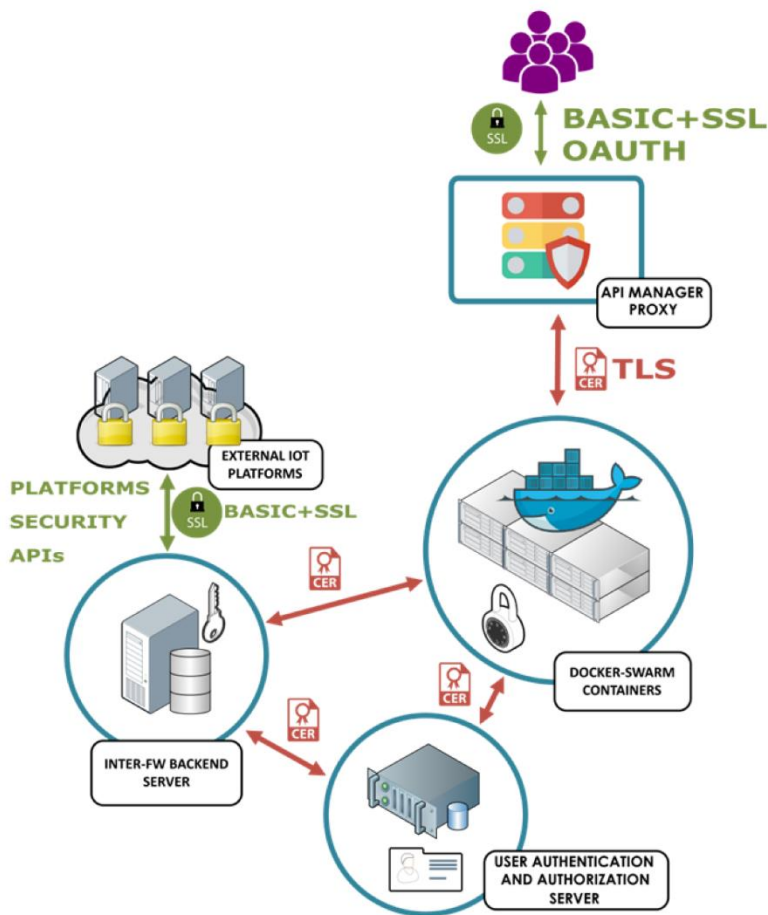 SSL
BASIC+SSL
OAUTH
API MANAGER
PROXY
CER
TLS
EXTERNAL IOT
PLATFORMS
PLATFORMS
SECURITY
APIs
SSL
BASIC+SSL
CER
DOCKER-SWARM
CONTAINERS
CER
CER
INTER-FW BACKEND
SERVER
USER AUTHENTICATION
AND AUTHORIZATION
SERVER